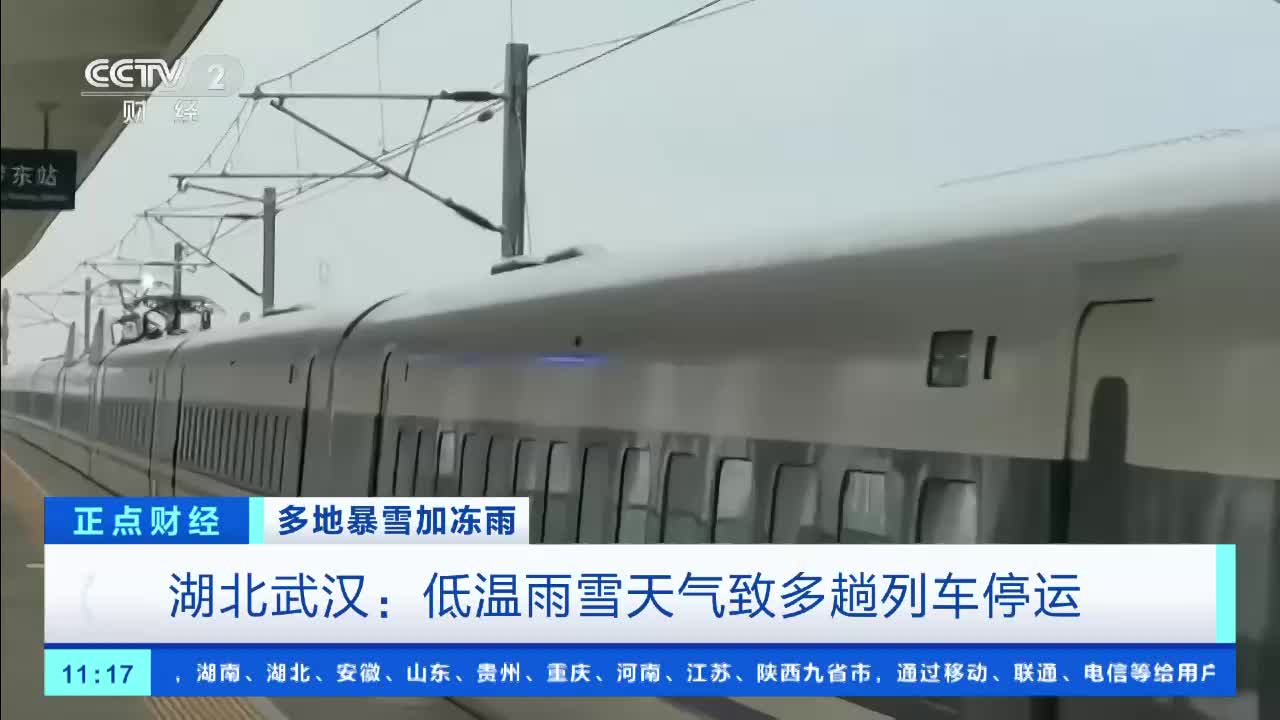 CCTV 2
财经
东站
正点财经
多地暴雪加冻雨
湖北武汉：低温雨雪天气致多趟列车停运
11:17
，湖南、湖北、安徽、山东、贵州、重庆、河南、江苏、陕西九省市，通过移动、联通、电信等给用户